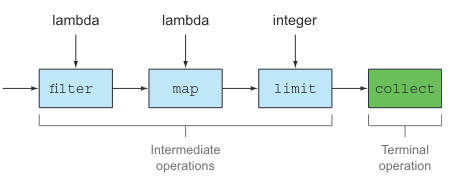 lambda lambda integer
filter map limit collect
Intermediate Terminal
operations operation